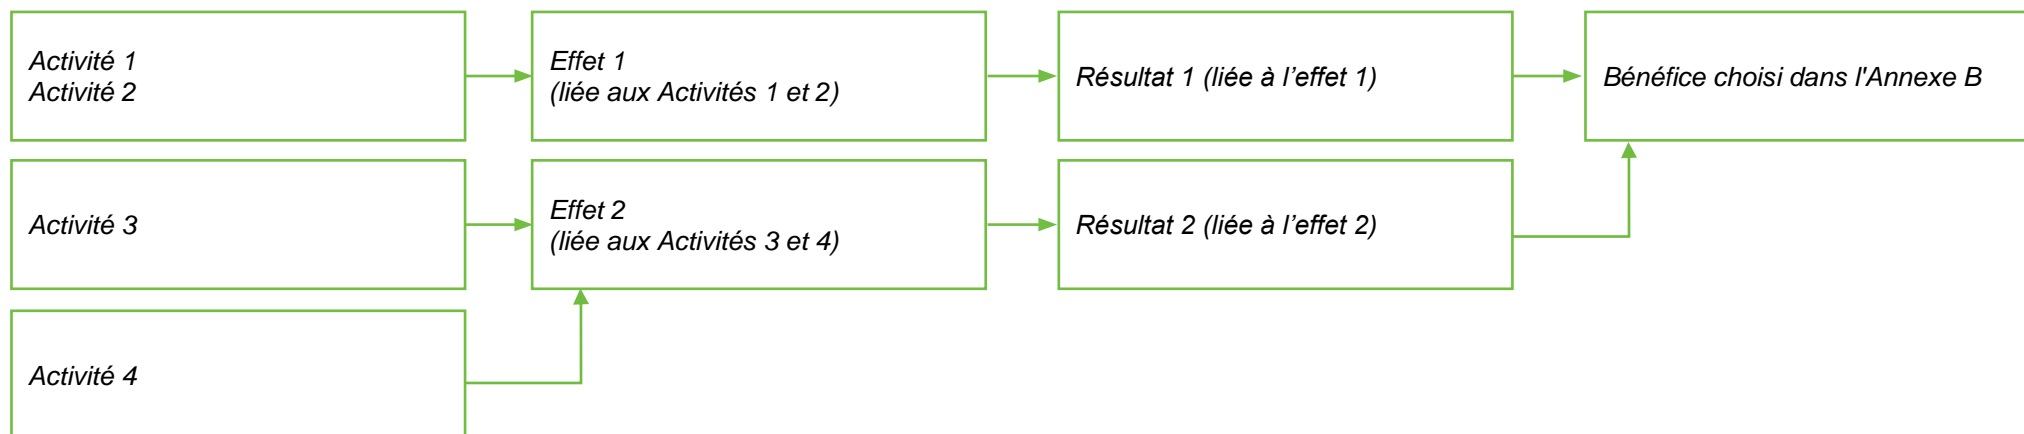 Activité 1
Activité 2
Effet 1
(liée aux Activités 1 et 2)
Résultat 1 (liée à l’effet 1)
Bénéfice choisi dans l'Annexe B
Activité 3
Effet 2
(liée aux Activités 3 et 4)
Résultat 2 (liée à l’effet 2)
Activité 4